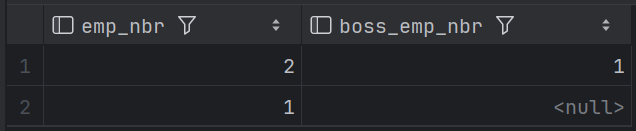 emp_nbr boss_emp_nbr
1 2 1
2 1 <null>